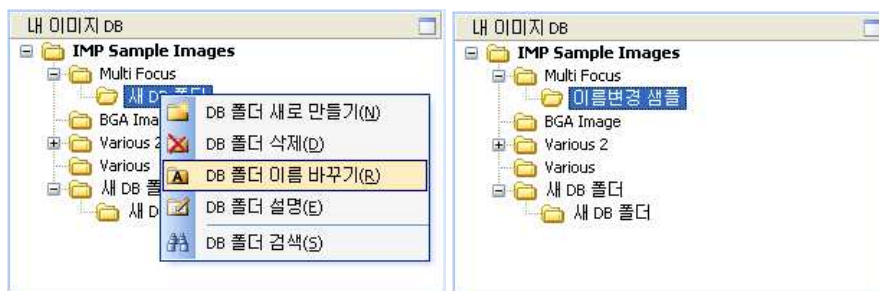 내 이미지 DB
IMP Sample Images
Multi Focus
새 DB 폴더
BGA Ima
Various 2
Various
새 DB 폴
새 D
DB 폴더 새로 만들기(N)
DB 폴더 삭제(D)
DB 폴더 이름 바꾸기(R)
DB 폴더 설명(E)
DB 폴더 검색(S)
내 이미지 DB
IMP Sample Images
Multi Focus
이름변경 샘플
BGA Image
Various 2
Various
새 DB 폴더
새 DB 폴더